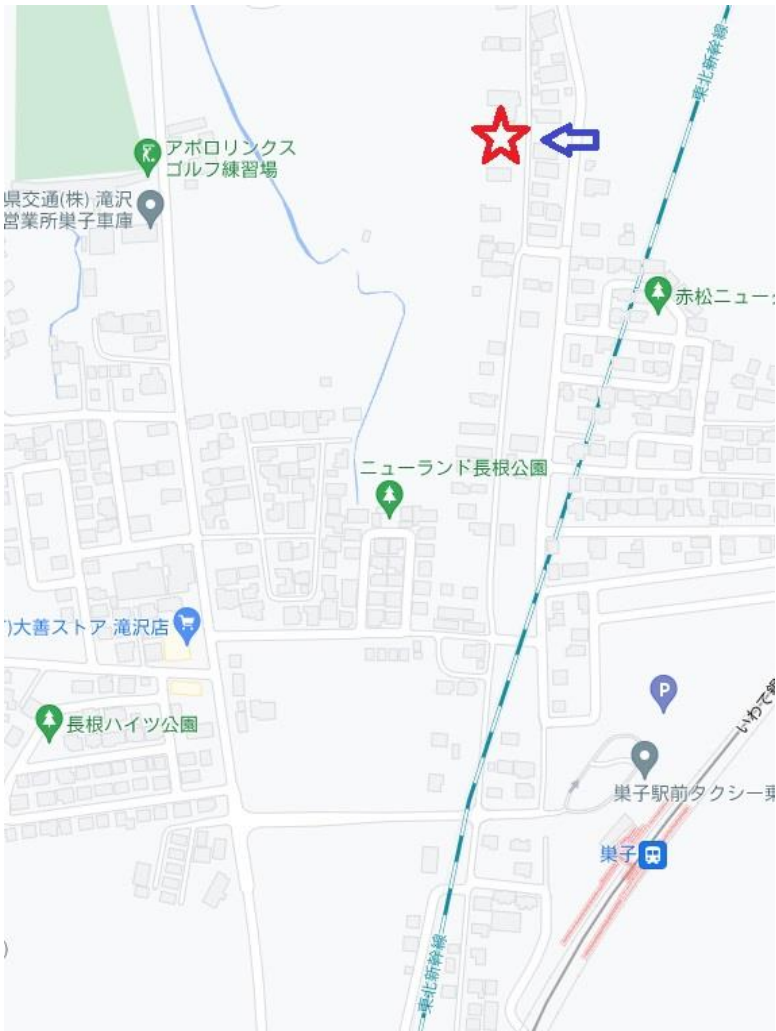 東北新幹線
アポロリンクス
ゴルフ練習場
県交通(株) 滝沢
営業所巣子車庫
赤松ニュータ
ニューランド長根公園
)大善ストア 滝沢店
長根ハイツ公園
P
いわて銀
巣子駅前タクシー乗
巣子
東北新幹線
)